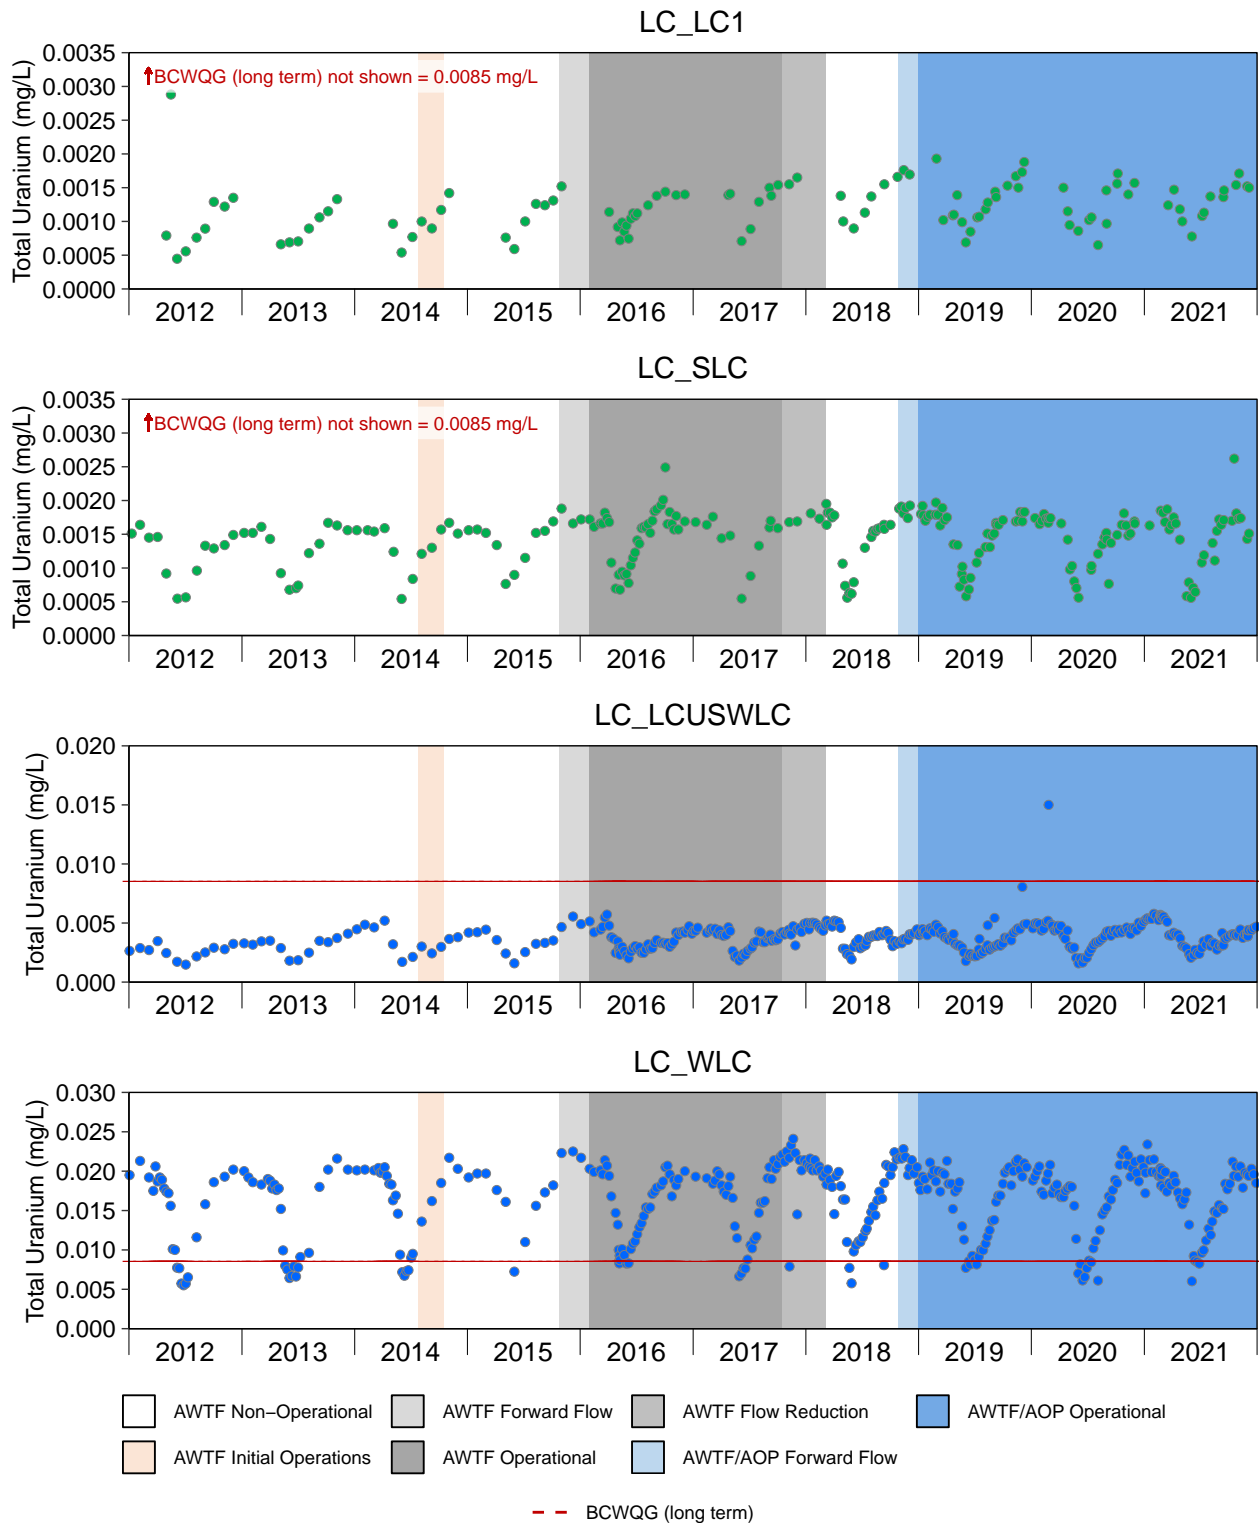 LC_LC1
Total Uranium (mg/L)
0.0035
0.0030
0.0025
0.0020
0.0015
0.0010
0.0005
0.0000
BCWQG (long term) not shown = 0.0085 mg/L
2012 2013 2014 2015 2016 2017 2018 2019 2020 2021
LC_SLC
Total Uranium (mg/L)
0.0035
0.0030
0.0025
0.0020
0.0015
0.0010
0.0005
0.0000
BCWQG (long term) not shown = 0.0085 mg/L
2012 2013 2014 2015 2016 2017 2018 2019 2020 2021
LC_LCUSWLC
Total Uranium (mg/L)
0.020
0.015
0.010
0.005
0.000
2012 2013 2014 2015 2016 2017 2018 2019 2020 2021
LC_WLC
Total Uranium (mg/L)
0.030
0.025
0.020
0.015
0.010
0.005
0.000
2012 2013 2014 2015 2016 2017 2018 2019 2020 2021
AWTF Non−Operational AWTF Forward Flow AWTF Flow Reduction AWTF/AOP Operational
AWTF Initial Operations AWTF Operational AWTF/AOP Forward Flow
BCWQG (long term)